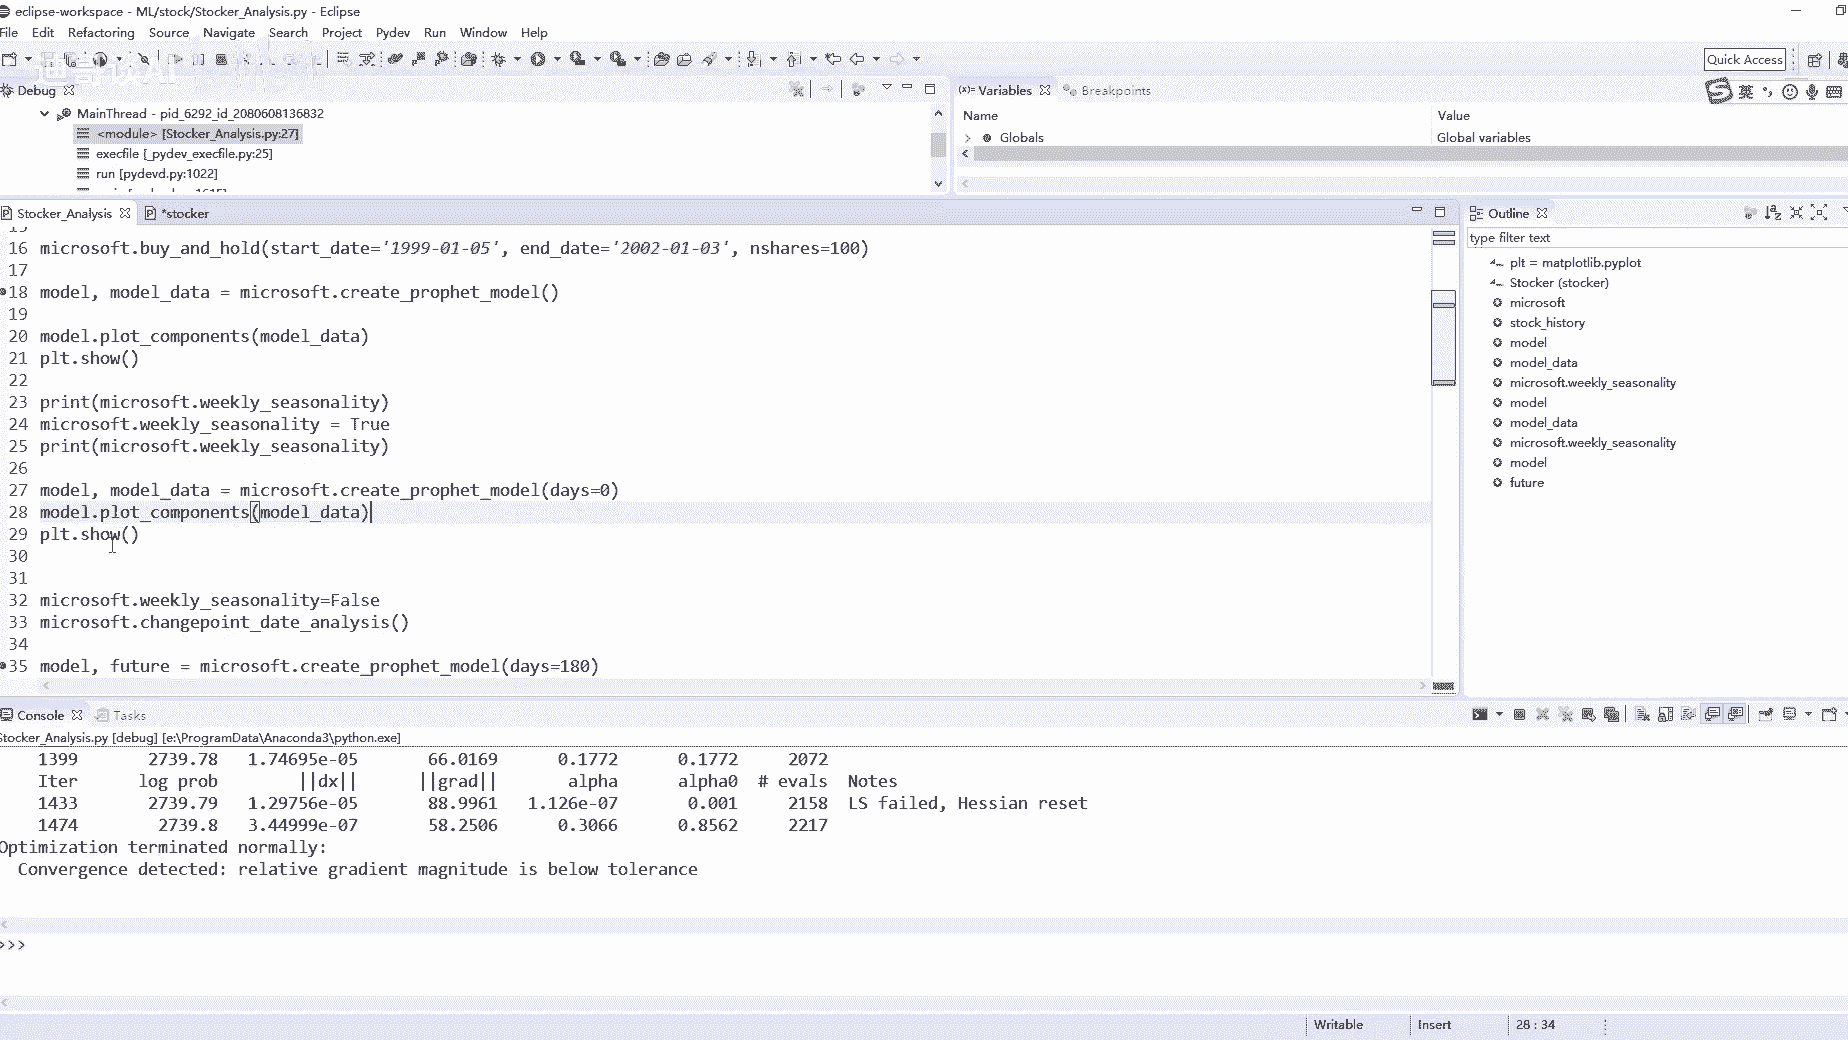 eclipse-workspace - ML/stock/Stocker_Analysis.py - Eclipse
File Edit Refactoring Source Navigate Search Project Pydev Run Window Help
Quick Access
迪哥谈AI
Debug
(x)= Variables Breakpoints
英
MainThread - pid_6292_id_2080608136832
<module> [Stocker_Analysis.py:27]
execfile [_pydev_execfile.py:25]
run [pydevd.py:1022]
Name Value
Globals Global variables
Stocker_Analysis *stocker
16 microsoft.buy_and_hold(start_date='1999-01-05', end_date='2002-01-03', nshares=100)
17
18 model, model_data = microsoft.create_prophet_model()
19
20 model.plot_components(model_data)
21 plt.show()
22
23 print(microsoft.weekly_seasonality)
24 microsoft.weekly_seasonality = True
25 print(microsoft.weekly_seasonality)
26
27 model, model_data = microsoft.create_prophet_model(days=0)
28 model.plot_components(model_data)
29 plt.show()
30
31
32 microsoft.weekly_seasonality=False
33 microsoft.changepoint_date_analysis()
34
35 model, future = microsoft.create_prophet_model(days=180)
Outline
type filter text
plt = matplotlib.pyplot
Stocker (stocker)
microsoft
stock_history
model
model_data
microsoft.weekly_seasonality
model
model_data
microsoft.weekly_seasonality
model
future
Console Tasks
Stocker_Analysis.py [debug] [e:\ProgramData\Anaconda3\python.exe]
1399 2739.78 1.74695e-05 66.0169 0.1772 0.1772 2072
Iter log prob ||dx|| ||grad|| alpha alpha0 # evals Notes
1433 2739.79 1.29756e-05 88.9961 1.126e-07 0.001 2158 LS failed, Hessian reset
1474 2739.8 3.44999e-07 58.2506 0.3066 0.8562 2217
Optimization terminated normally:
Convergence detected: relative gradient magnitude is below tolerance
>>>
Writable Insert 28 : 34